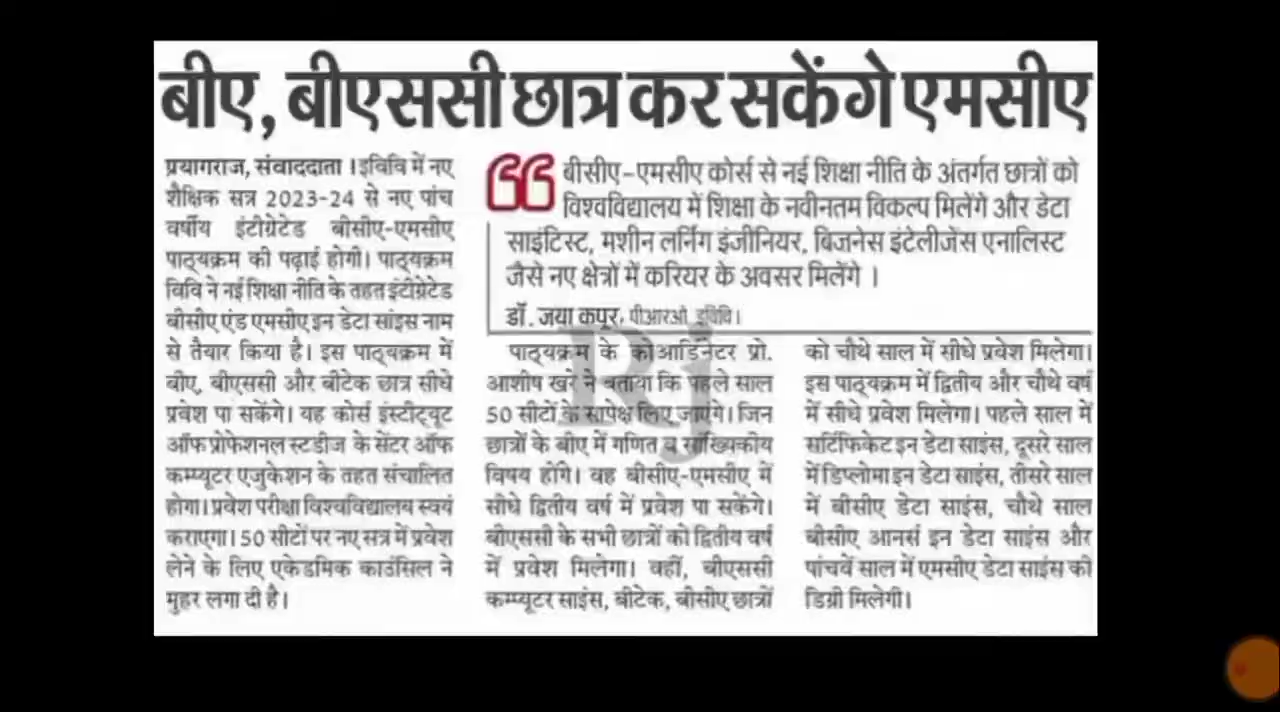 बीए, बीएससी छात्र कर सकेंगे एमसीए
प्रयागराज, संवाददाता । इविवि में नए
शैक्षिक सत्र 2023-24 से नए पांच
वर्षीय इंटीग्रेटेड बीसीए-एमसीए
पाठ्यक्रम की पढ़ाई होगी। पाठ्यक्रम
विवि ने नई शिक्षा नीति के तहत इंटीग्रेटेड
बीसीए एंड एमसीए इन डेटा सांइस नाम
से तैयार किया है। इस पाठ्यक्रम में
बीए, बीएससी और बीटेक छात्र सीधे
प्रवेश पा सकेंगे। यह कोर्स इंस्टीट्यूट
ऑफ प्रोफेशनल स्टडीज के सेंटर ऑफ
कम्प्यूटर एजुकेशन के तहत संचालित
होगा। प्रवेश परीक्षा विश्वविद्यालय स्वयं
कराएगा। 50 सीटों पर नए सत्र में प्रवेश
लेने के लिए एकेडमिक काउंसिल ने
मुहर लगा दी है।
बीसीए-एमसीए कोर्स से नई शिक्षा नीति के अंतर्गत छात्रों को
विश्वविद्यालय में शिक्षा के नवीनतम विकल्प मिलेंगे और डेटा
साइंटिस्ट, मशीन लर्निंग इंजीनियर, बिजनेस इंटेलीजेंस एनालिस्ट
जैसे नए क्षेत्रों में करियर के अवसर मिलेंगे ।
डॉ. जया कपूर, पीआरओ, इविवि।
पाठ्यक्रम के कोआर्डिनेटर प्रो.
आशीष खरे ने बताया कि पहले साल
50 सीटों के सापेक्ष लिए जाएंगे। जिन
छात्रों के बीए में गणित व सांख्यिकीय
विषय होंगे। वह बीसीए-एमसीए में
सीधे द्वितीय वर्ष में प्रवेश पा सकेंगे।
बीएससी के सभी छात्रों को द्वितीय वर्ष
में प्रवेश मिलेगा। वहीं, बीएससी
कम्प्यूटर साइंस, बीटेक, बीसीए छात्रों
को चौथे साल में सीधे प्रवेश मिलेगा।
इस पाठ्यक्रम में द्वितीय और चौथे वर्ष
में सीधे प्रवेश मिलेगा। पहले साल में
सर्टिफिकेट इन डेटा साइंस, दूसरे साल
में डिप्लोमा इन डेटा साइंस, तीसरे साल
में बीसीए डेटा साइंस, चौथे साल
बीसीए आनर्स इन डेटा साइंस और
पांचवें साल में एमसीए डेटा साइंस की
डिग्री मिलेगी।
Rj